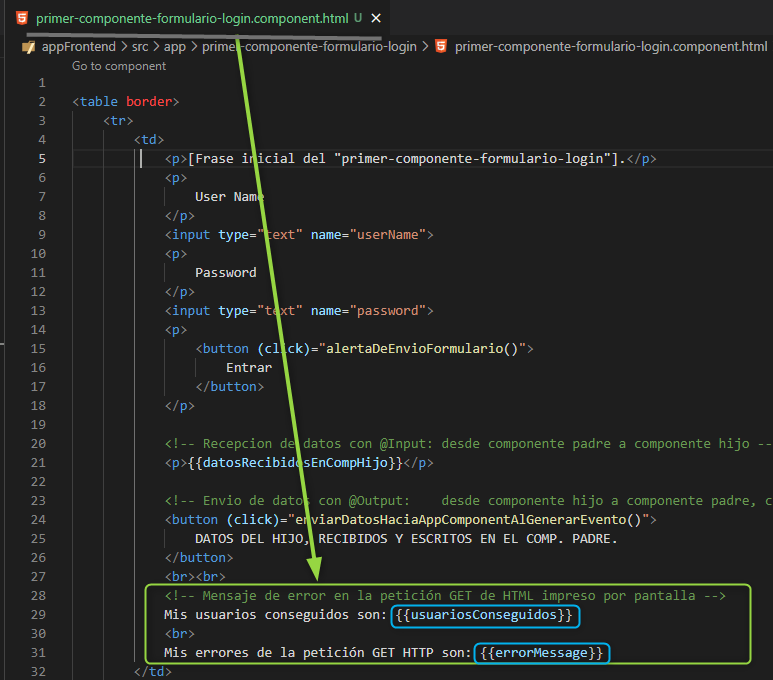 primer-componente-formulario-login.component.html U
appFrontend > src > app > primer-componente-formulario-login > primer-componente-formulario-login.component.html
Go to component
1
2 <table border>
3 <tr>
4 <td>
5 <p>[Frase inicial del "primer-componente-formulario-login"].</p>
6 <p>
7 User Name
8 </p>
9 <input type="text" name="userName">
10 <p>
11 Password
12 </p>
13 <input type="text" name="password">
14 <p>
15 <button (click)="alertaDeEnvioFormulario()">
16 Entrar
17 </button>
18 </p>
19
20 <!-- Recepcion de datos con @Input: desde componente padre a componente hijo --
21 <p>{{datosRecibidosEnCompHijo}}</p>
22
23 <!-- Envio de datos con @Output: desde componente hijo a componente padre, c
24 <button (click)="enviarDatosHaciaAppComponentAlGenerarEvento()">
25 DATOS DEL HIJO, RECIBIDOS Y ESCRITOS EN EL COMP. PADRE.
26 </button>
27 <br><br>
28 <!-- Mensaje de error en la petición GET de HTML impreso por pantalla -->
29 Mis usuarios conseguidos son: {{usuariosConseguidos}}
30 <br>
31 Mis errores de la petición GET HTTP son: {{errorMessage}}
32 </td>